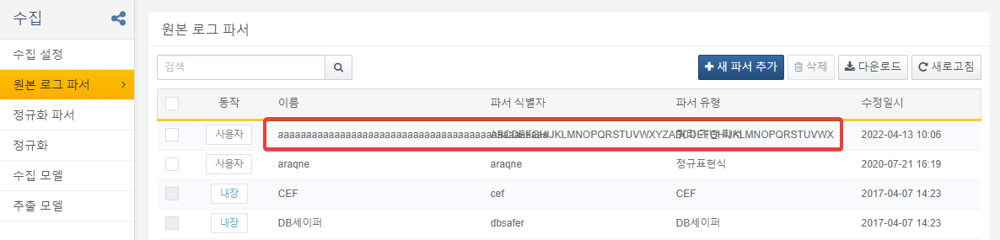 수집
수집 설정
원본 로그 파서
정규화 파서
정규화
수집 모델
추출 모델
원본 로그 파서
검색
새 파서 추가 삭제 다운로드 새로고침
동작 이름 파서 식별자 파서 유형 수정일시
사용자 2022-04-13 10:06
사용자 araqne araqne 정규표현식 2020-07-21 16:19
내장 CEF cef CEF 2017-04-07 14:23
내장 DB세이퍼 dbsafer DB세이퍼 2017-04-07 14:23